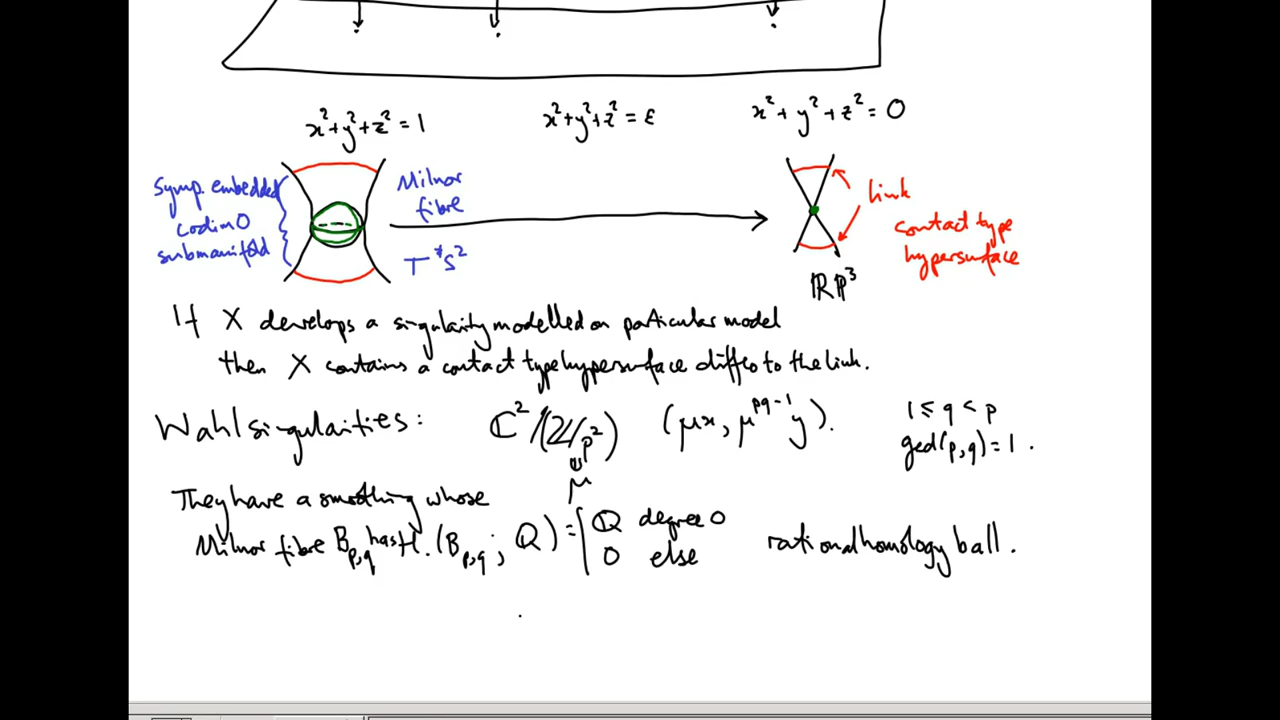 x²+y²+z²=1 x²+y²+z²=ε x²+y²+z²=0
Symp. embedded
codim 0
submanifold
Milnor
fibre
T*S²
Link
contact type
hypersurface
ℝℙ³
If X develops a singularity modelled on particular model
then X contains a contact type hypersurface diffeo to the link.
Wahl singularities: ℂ²/(ℤ/p²) (μx, μ^{pq-1}y). 1 ≤ q < p
gcd(p,q)=1.
μ
They have a smoothing whose
Milnor fibre B_{p,q} has H.(B_{p,q}; ℚ) = { ℚ degree 0 rational homology ball.
0 else